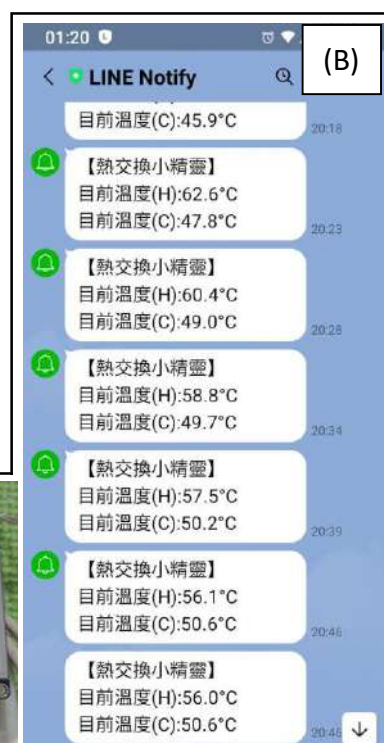 01:20
(B)
LINE Notify
目前溫度(C):45.9°C
20:18
【熱交換小精靈】
目前溫度(H):62.6°C
目前溫度(C):47.8°C
20:23
【熱交換小精靈】
目前溫度(H):60.4°C
目前溫度(C):49.0°C
20:28
【熱交換小精靈】
目前溫度(H):58.8°C
目前溫度(C):49.7°C
20:34
【熱交換小精靈】
目前溫度(H):57.5°C
目前溫度(C):50.2°C
20:39
【熱交換小精靈】
目前溫度(H):56.1°C
目前溫度(C):50.6°C
20:46
【熱交換小精靈】
目前溫度(H):56.0°C
目前溫度(C):50.6°C